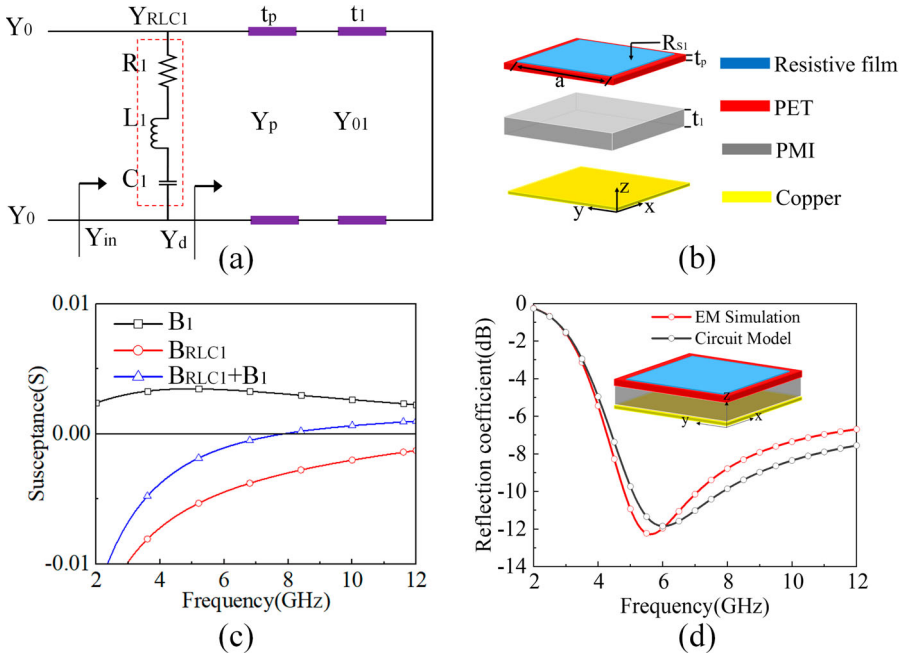 Y0
YRLC1
tp
t1
R1
L1
C1
Yp
Y01
Y0
Yin
Yd
(a)
RS1
tp
a
t1
z
y
x
Resistive film
PET
PMI
Copper
(b)
0.01
0.00
-0.01
Susceptance(S)
B1
BRLC1
BRLC1+B1
2
4
6
8
10
12
Frequency(GHz)
(c)
0
-2
-4
-6
-8
-10
-12
-14
Reflection coefficient(dB)
EM Simulation
Circuit Model
z
y
x
2
4
6
8
10
12
Frequency(GHz)
(d)